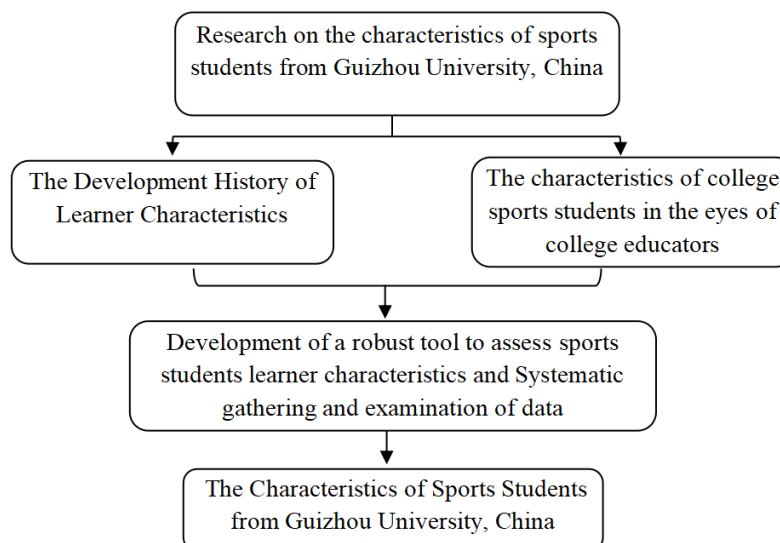 Research on the characteristics of sports
students from Guizhou University, China
The Development History of
Learner Characteristics
The characteristics of college
sports students in the eyes of
college educators
Development of a robust tool to assess sports
students learner characteristics and Systematic
gathering and examination of data
The Characteristics of Sports Students
from Guizhou University, China